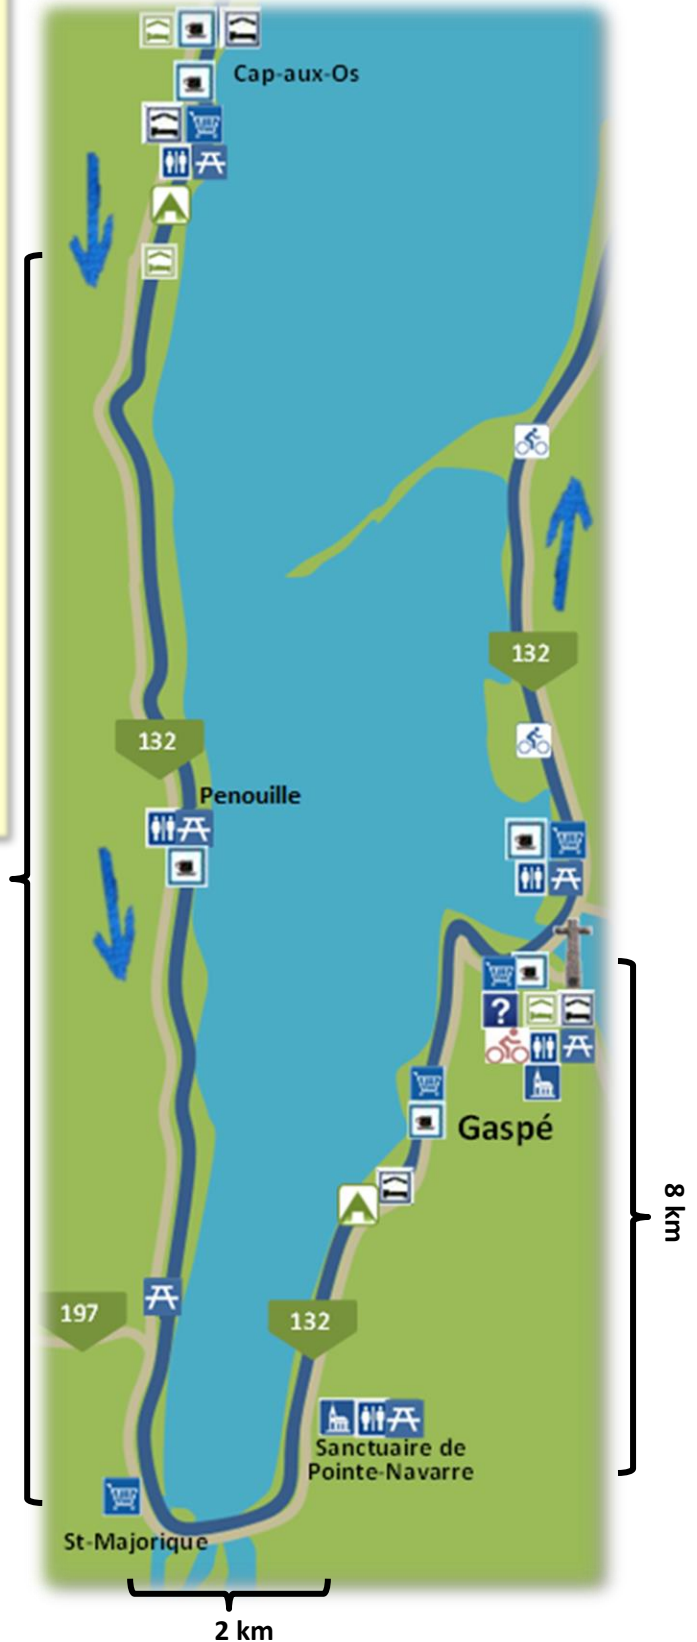 Cap-aux-Os
132
132
Penouille
?
Gaspé
8 km
197
132
Sanctuaire de
Pointe-Navarre
St-Majorique
2 km